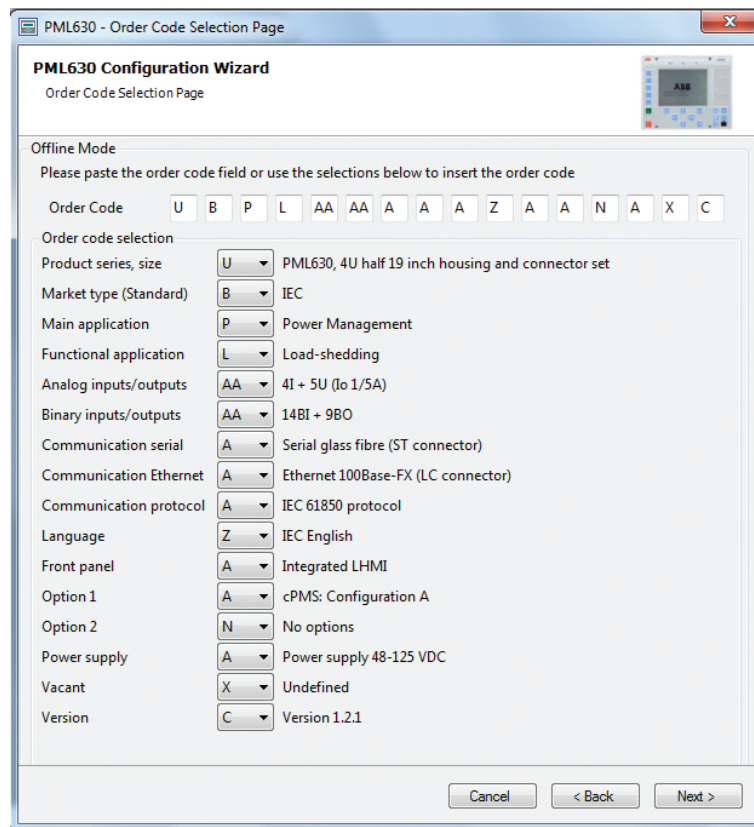 PML630 - Order Code Selection Page
PML630 Configuration Wizard
Order Code Selection Page
ABB
Offline Mode
Please paste the order code field or use the selections below to insert the order code
Order Code U B P L AA AA A A A Z A A N A X C
Order code selection
Product series, size U PML630, 4U half 19 inch housing and connector set
Market type (Standard) B IEC
Main application P Power Management
Functional application L Load-shedding
Analog inputs/outputs AA 4I + 5U (Io 1/5A)
Binary inputs/outputs AA 14BI + 9BO
Communication serial A Serial glass fibre (ST connector)
Communication Ethernet A Ethernet 100Base-FX (LC connector)
Communication protocol A IEC 61850 protocol
Language Z IEC English
Front panel A Integrated LHMI
Option 1 A cPMS: Configuration A
Option 2 N No options
Power supply A Power supply 48-125 VDC
Vacant X Undefined
Version C Version 1.2.1
Cancel < Back Next >